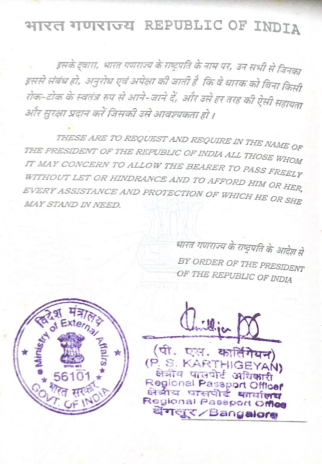 भारत गणराज्य REPUBLIC OF INDIA
इसके द्वारा, भारत गणराज्य के राष्ट्रपति के नाम पर, उन सभी से जिनका
इससे संबंध हो, अनुरोध एवं अपेक्षा की जाती है कि वे धारक को बिना किसी
रोक-टोक के स्वतंत्र रूप से आने-जाने दें, और उसे हर तरह की ऐसी सहायता
और सुरक्षा प्रदान करें जिसकी उसे आवश्यकता हो।
THESE ARE TO REQUEST AND REQUIRE IN THE NAME OF
THE PRESIDENT OF THE REPUBLIC OF INDIA ALL THOSE WHOM
IT MAY CONCERN TO ALLOW THE BEARER TO PASS FREELY
WITHOUT LET OR HINDRANCE AND TO AFFORD HIM OR HER,
EVERY ASSISTANCE AND PROTECTION OF WHICH HE OR SHE
MAY STAND IN NEED.
भारत गणराज्य के राष्ट्रपति के आदेश से
BY ORDER OF THE PRESIDENT
OF THE REPUBLIC OF INDIA
विदेश मंत्रालय
Ministry of External Affairs
56101
भारत सरकार
GOVT. OF INDIA
(पी. एस. कार्तिगेयन)
(P. S. KARTHIGEYAN)
क्षेत्रीय पासपोर्ट अधिकारी
Regional Passport Officer
क्षेत्रीय पासपोर्ट कार्यालय
Regional Passport Office
बेंगलूर/Bangalore